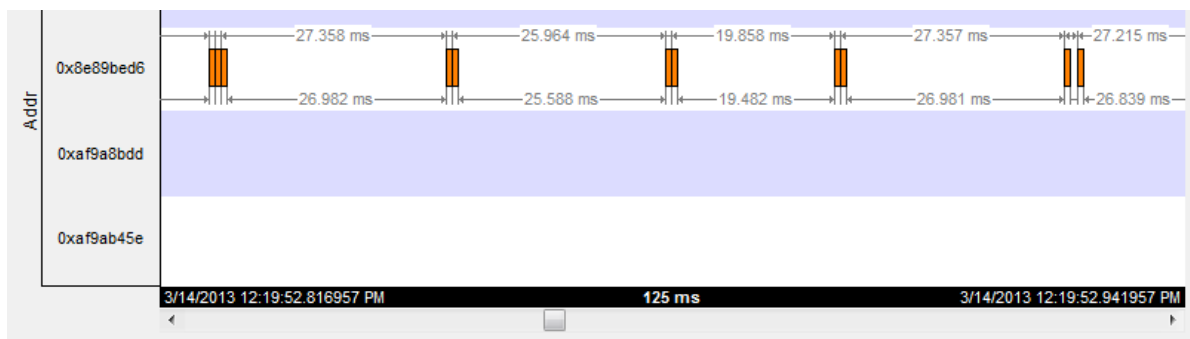 27.358 ms 25.964 ms 19.858 ms 27.357 ms 27.215 ms
0x8e89bed6
26.982 ms 25.588 ms 19.482 ms 26.981 ms 26.839 ms
Addr
0xaf9a8bdd
0xaf9ab45e
3/14/2013 12:19:52.816957 PM 125 ms 3/14/2013 12:19:52.941957 PM